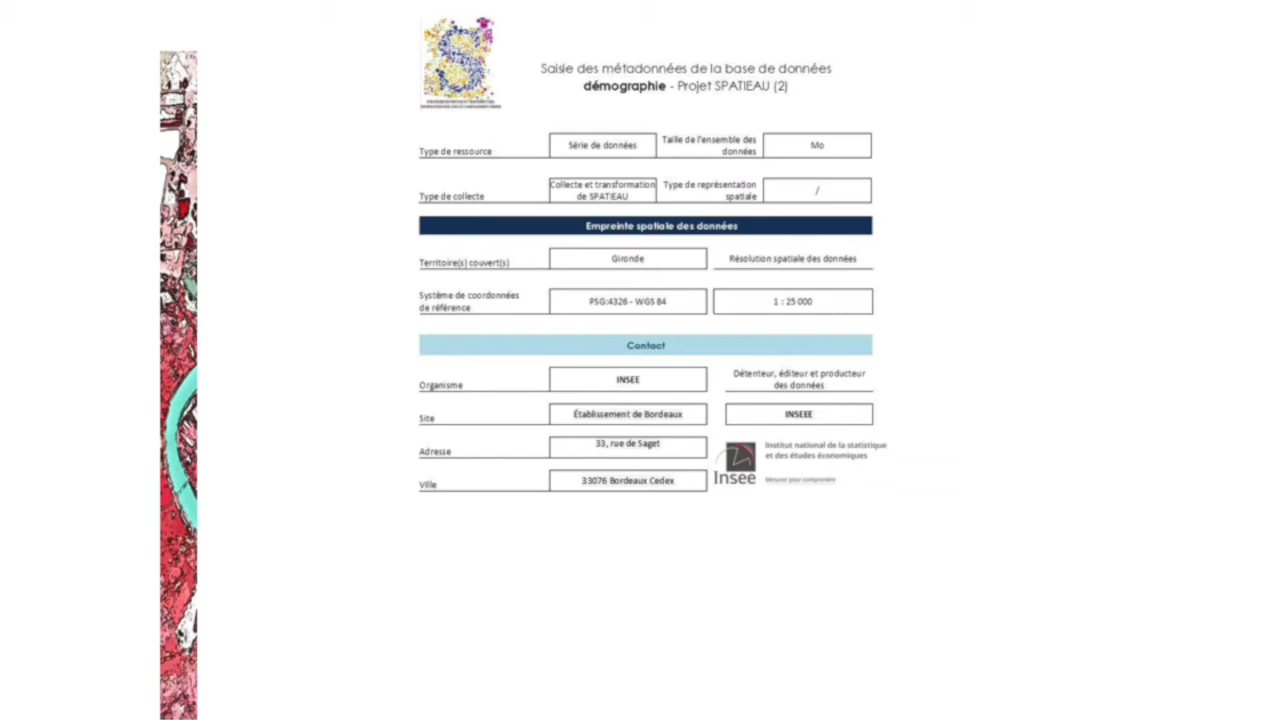 Saisie des métadonnées de la base de données
démographie - Projet SPATIEAU (2)
Type de ressource
Série de données
Taille de l'ensemble des
données
Mo
Type de collecte
Collecte et transformation
de SPATIEAU
Type de représentation
spatiale
/
Empreinte spatiale des données
Territoire(s) couvert(s)
Gironde
Résolution spatiale des données
Système de coordonnées
de référence
PSG:4326 - WGS 84
1 : 25 000
Contact
Organisme
INSEE
Détenteur, éditeur et producteur
des données
Site
Établissement de Bordeaux
INSEEE
Adresse
33, rue de Saget
Institut national de la statistique
et des études économiques
Insee
Mesurer pour comprendre
Ville
33076 Bordeaux Cedex